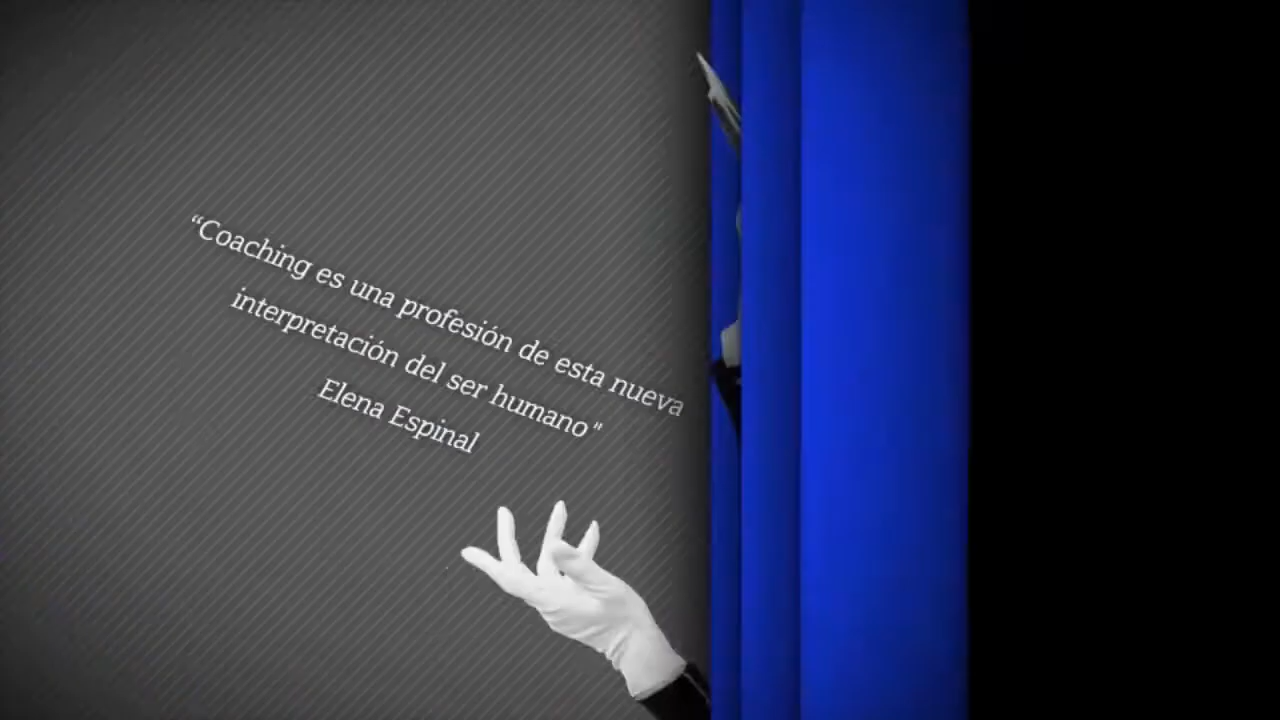 “Coaching es una profesión de esta nueva
interpretación del ser humano"
Elena Espinal